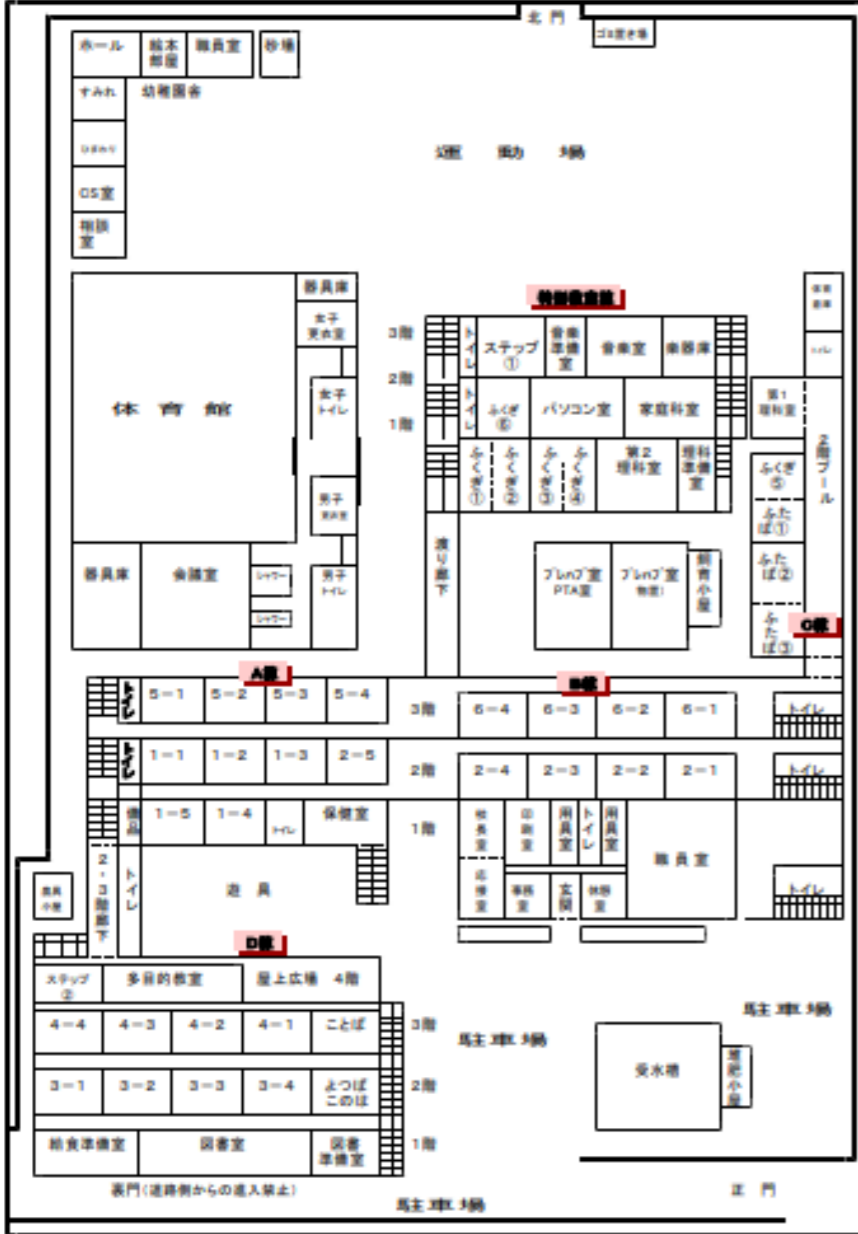 北 門
ゴミ置き場
ホール
絵本部屋
職員室
砂場
すみれ
幼稚園舎
ひまわり
CS室
相談室
運 動 場
器具庫
女子更衣室
体 育 館
女子トイレ
男子更衣室
男子トイレ
器具庫
会議室
シャワー
シャワー
特別教室棟
3階
トイレ
ステップ①
音楽準備室
音楽室
楽器庫
2階
トイレ
ふくぎ⑥
パソコン室
家庭科室
1階
ふくぎ①
ふくぎ②
ふくぎ③
ふくぎ④
第2理科室
理科準備室
トイレ
第1理科室
2階プール
ふくぎ⑤
ふたば①
ふたば②
ふたば③
渡り廊下
プレハブ室PTA室
プレハブ室
飼育小屋
C棟
A棟
B棟
トイレ
5-1
5-2
5-3
5-4
3階
6-4
6-3
6-2
6-1
トイレ
トイレ
1-1
1-2
1-3
2-5
2階
2-4
2-3
2-2
2-1
トイレ
備品
1-5
1-4
トイレ
保健室
1階
校長室
印刷室
用具室
トイレ
用具室
職員室
応接室
事務室
玄関
休憩室
トイレ
農具小屋
2・3階廊下
トイレ
遊 具
D棟
ステップ②
多目的教室
屋上広場 4階
4-4
4-3
4-2
4-1
ことば
3階
3-1
3-2
3-3
3-4
よつば
このは
2階
給食準備室
図書室
図書準備室
1階
駐車場
駐車場
受水槽
堆肥小屋
裏門(道路側からの進入禁止)
駐車場
正 門